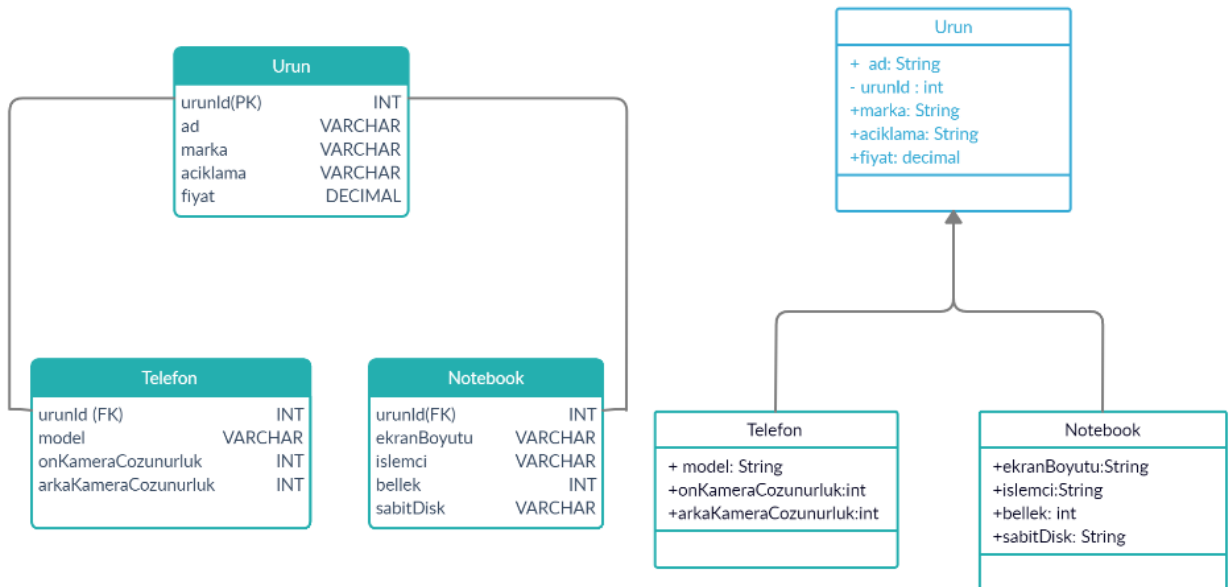 Urun
urunId(PK) INT
ad VARCHAR
marka VARCHAR
aciklama VARCHAR
fiyat DECIMAL
Telefon
urunId (FK) INT
model VARCHAR
onKameraCozunurluk INT
arkaKameraCozunurluk INT
Notebook
urunId(FK) INT
ekranBoyutu VARCHAR
islemci VARCHAR
bellek INT
sabitDisk VARCHAR
Urun
+ ad: String
- urunId : int
+marka: String
+aciklama: String
+fiyat: decimal
Telefon
+ model: String
+onKameraCozunurluk:int
+arkaKameraCozunurluk:int
Notebook
+ekranBoyutu:String
+islemci:String
+bellek: int
+sabitDisk: String